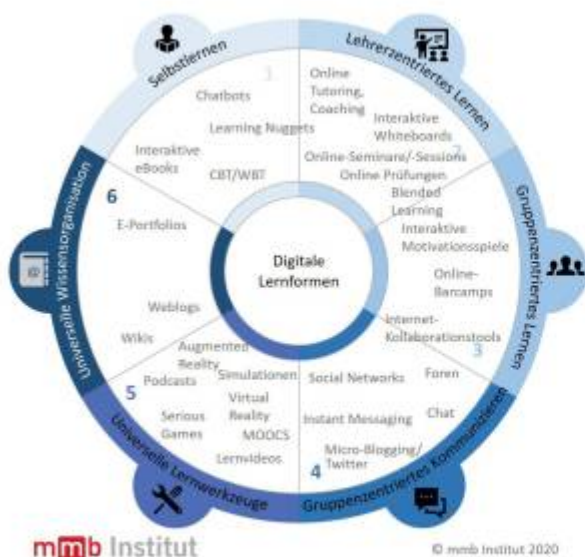 Selbstlernen
1
Chatbots
Learning Nuggets
Interaktive
eBooks
CBT/WBT
Lehrerzentriertes Lernen
Online
Tutoring,
Coaching
Interaktive
Whiteboards
2
Online-Seminare/-Sessions
Online Prüfungen
Blended
Learning
Gruppenzentriertes Lernen
Interaktive
Motivationsspiele
Online-
Barcamps
Internet-
Kollaborationstools
3
Gruppenzentriertes Kommunizieren
Social Networks
Foren
Instant Messaging
Chat
Micro-Blogging/
Twitter
4
Universelle Lernwerkzeuge
Augmented
Reality
Simulationen
5
Podcasts
Virtual
Reality
Serious
Games
MOOCS
Lernvideos
Universelle Wissensorganisation
6
E-Portfolios
Weblogs
Wikis
@
Digitale
Lernformen
mmb Institut
© mmb Institut 2020